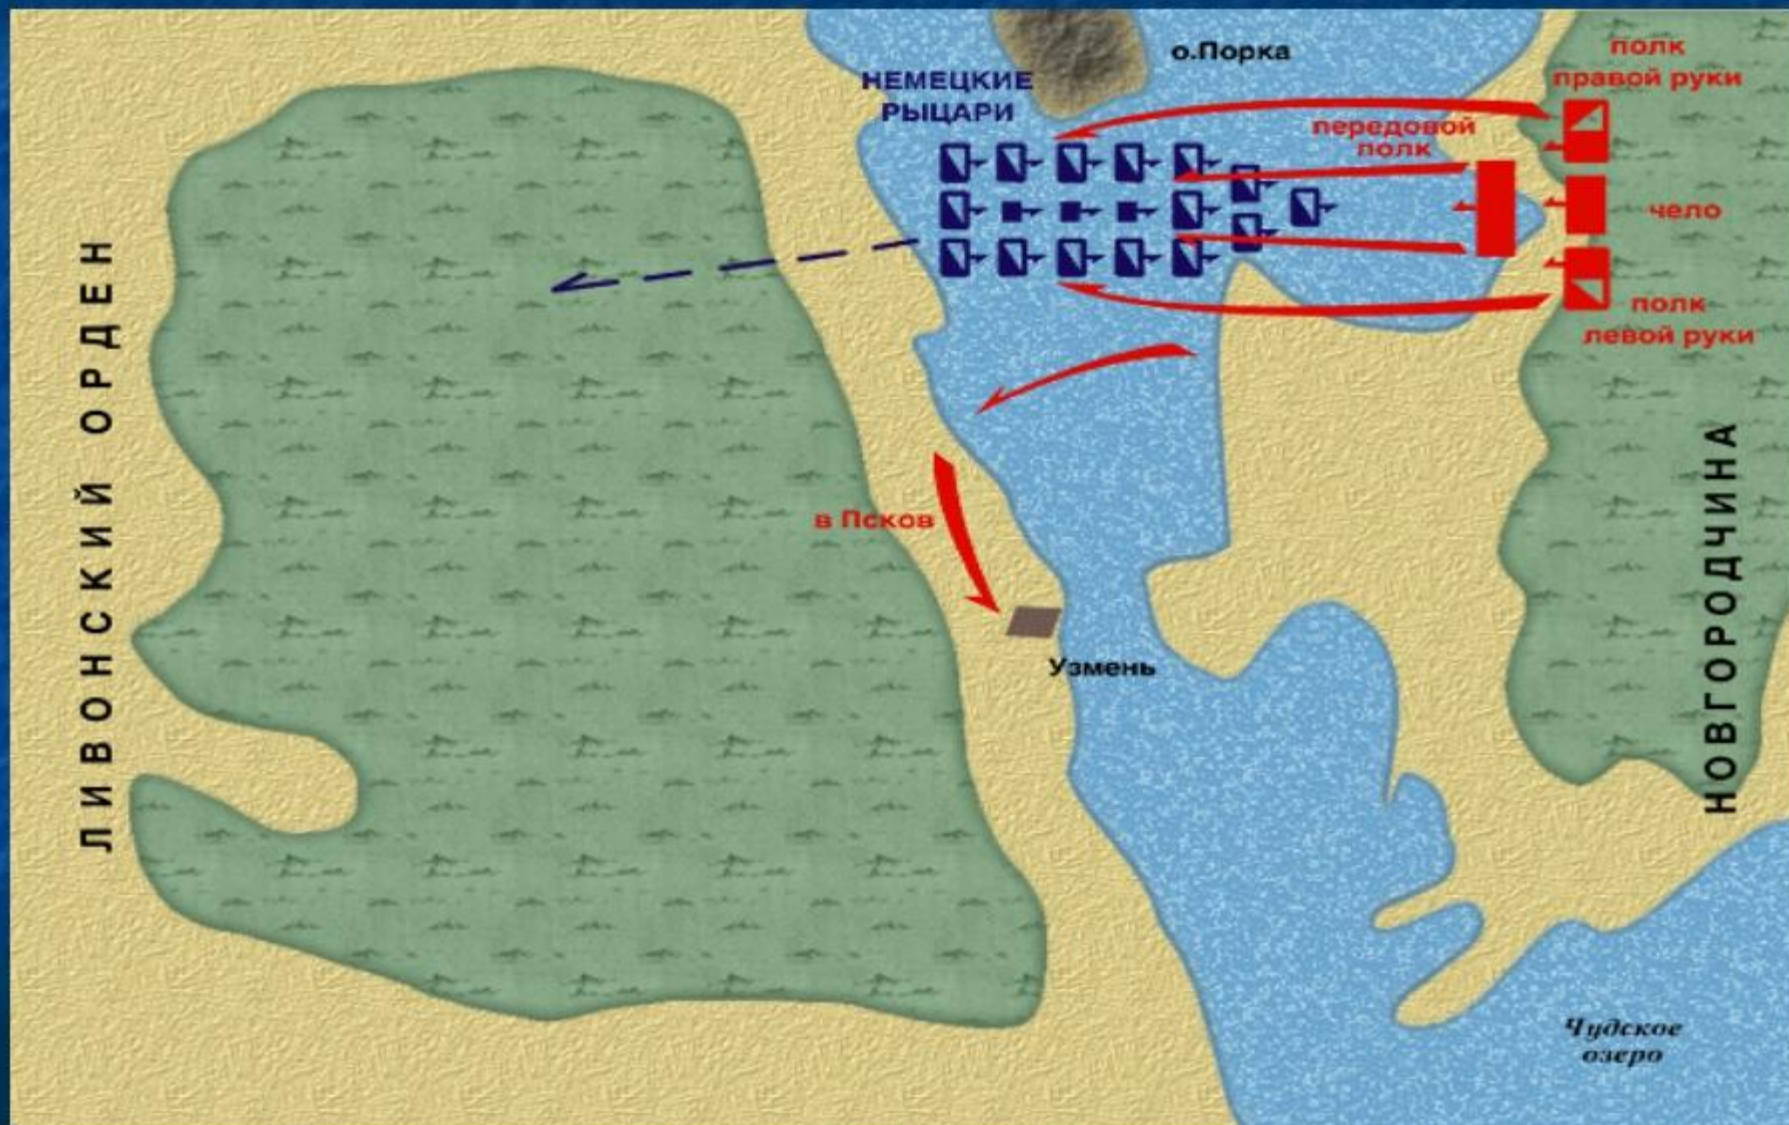 о.Порка
НЕМЕЦКИЕ
РЫЦАРИ
полк
правой руки
передовой
полк
чело
полк
левой руки
ЛИВОНСКИЙ ОРДЕН
в Псков
Узмень
НОВГОРОДЧИНА
Чудское
озеро